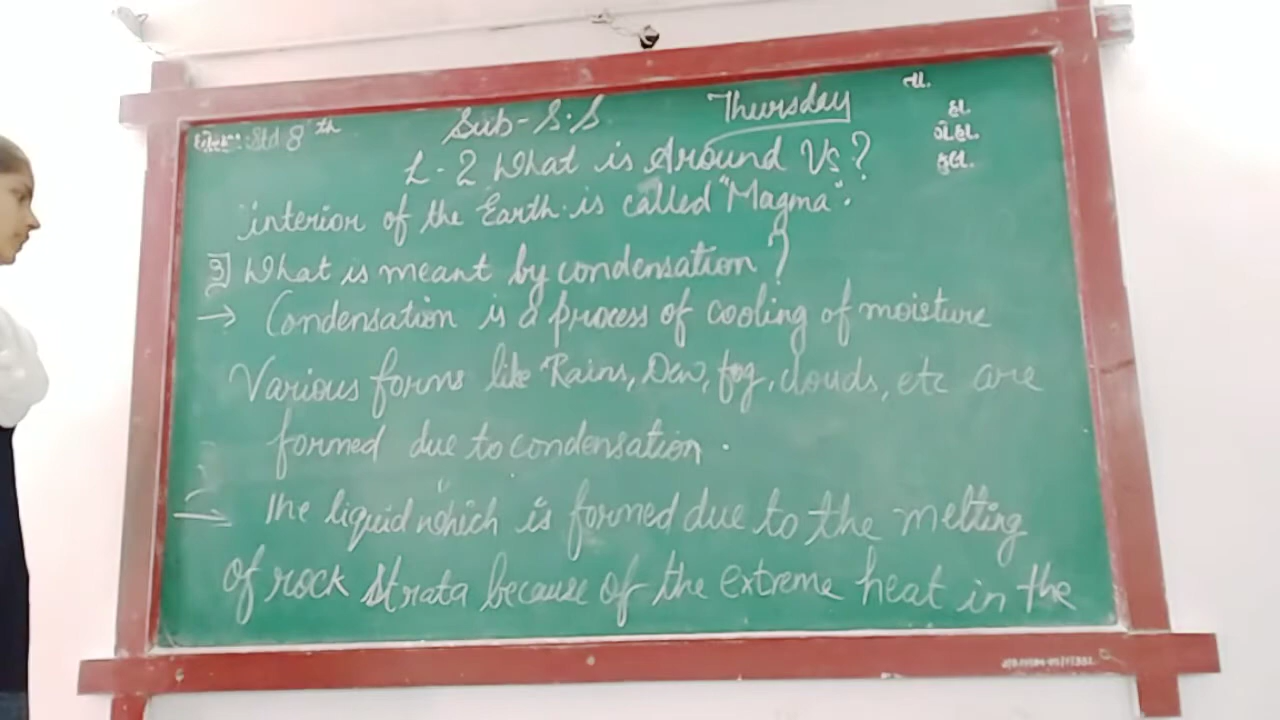 Std 8th
Sub-S.S
Thursday
તા.
હા.
ગે.હા.
કુલ.
L-2 What is Around Us?
interior of the Earth. is called "Magma".
3] What is meant by condensation?
→ Condensation is a process of cooling of moisture
Various forms like Rains, Dew, fog, clouds, etc are
formed due to condensation.
The liquid which is formed due to the melting
of rock strata because of the extreme heat in the